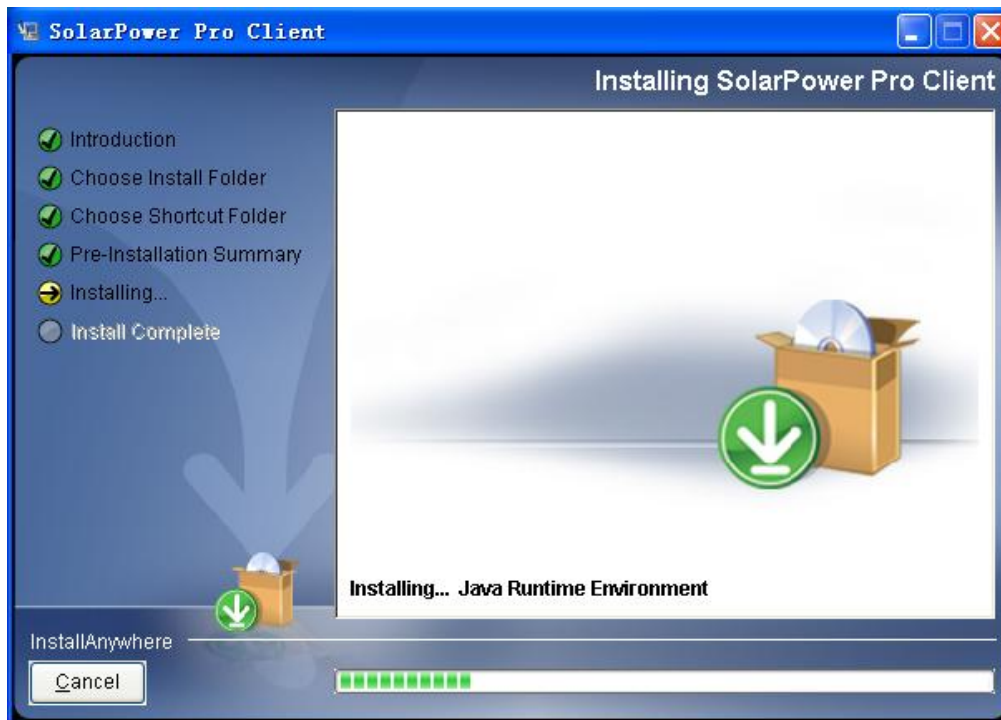 SolarPower Pro Client
Installing SolarPower Pro Client
Introduction
Choose Install Folder
Choose Shortcut Folder
Pre-Installation Summary
Installing...
Install Complete
Installing... Java Runtime Environment
InstallAnywhere
Cancel